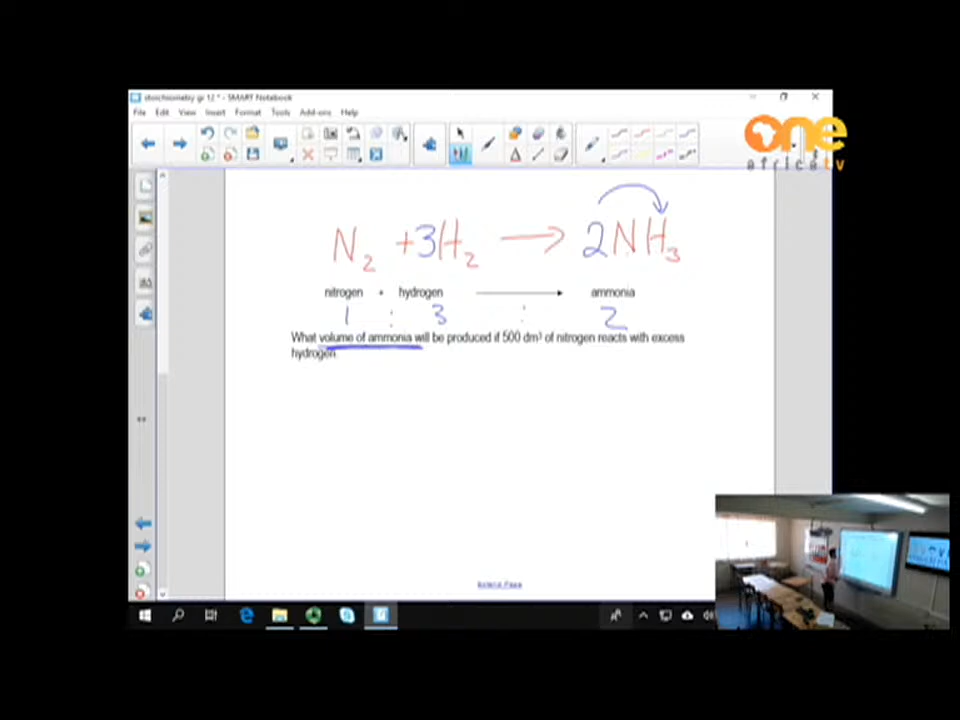 stoichiometry gr 12 * - SMART Notebook
File Edit View Insert Format Tools Add-ons Help
one
africa tv
N₂ + 3H₂ → 2NH₃
nitrogen + hydrogen → ammonia
1 : 3 : 2
What volume of ammonia will be produced if 500 dm³ of nitrogen reacts with excess
hydrogen
Extend Page